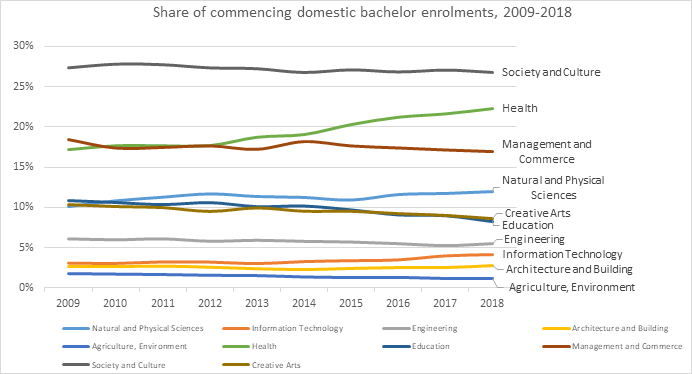 Share of commencing domestic bachelor enrolments, 2009-2018
30%
25%
20%
15%
10%
5%
0%
2009 2010 2011 2012 2013 2014 2015 2016 2017 2018
Society and Culture
Health
Management and
Commerce
Natural and Physical
Sciences
Creative Arts
Education
Engineering
Information Technology
Architecture and Building
Agriculture, Environment
Natural and Physical Sciences Information Technology Engineering Architecture and Building
Agriculture, Environment Health Education Management and Commerce
Society and Culture Creative Arts